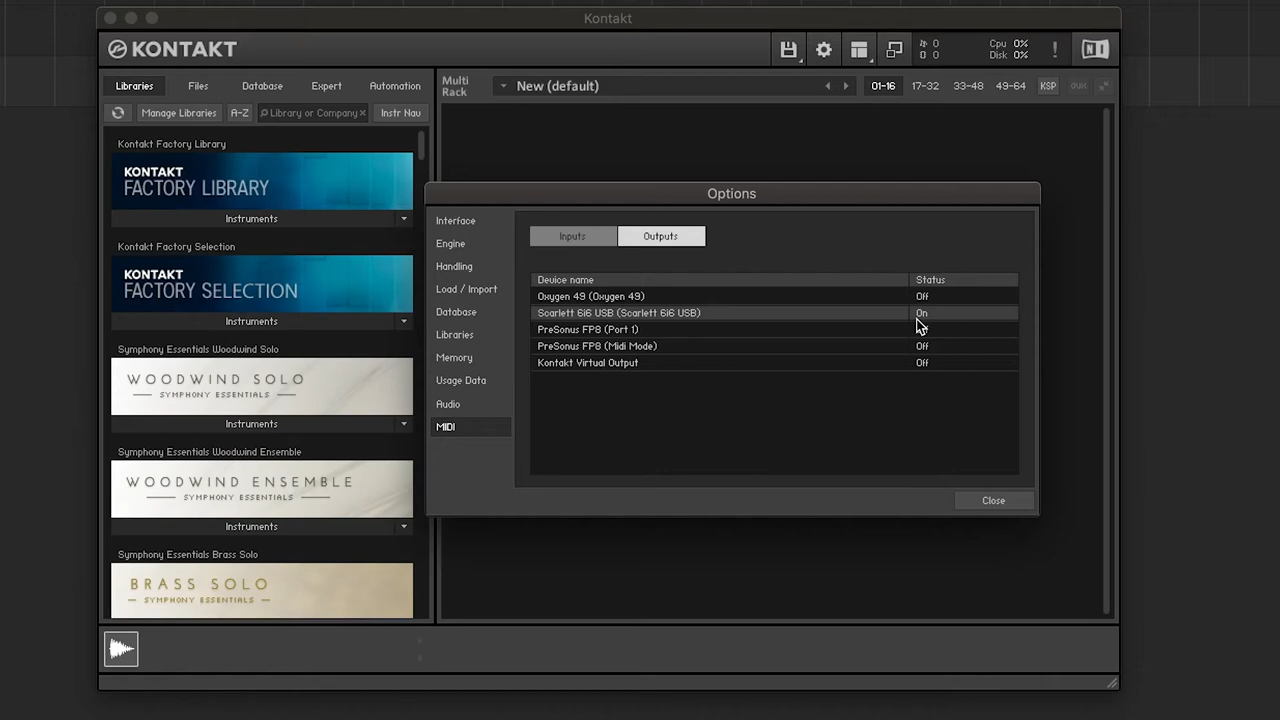 Kontakt
KONTAKT
0
0
Cpu 0%
Disk 0%
!
NI
Libraries Files Database Expert Automation
Manage Libraries A-Z Library or Company Instr Nav
Kontakt Factory Library
KONTAKT
FACTORY LIBRARY
Instruments
Kontakt Factory Selection
KONTAKT
FACTORY SELECTION
Instruments
Symphony Essentials Woodwind Solo
WOODWIND SOLO
SYMPHONY ESSENTIALS
Instruments
Symphony Essentials Woodwind Ensemble
WOODWIND ENSEMBLE
SYMPHONY ESSENTIALS
Instruments
Symphony Essentials Brass Solo
BRASS SOLO
SYMPHONY ESSENTIALS
Multi
Rack
New (default)
01-16 17-32 33-48 49-64 KSP AUX
Options
Interface
Engine
Handling
Load / Import
Database
Libraries
Memory
Usage Data
Audio
MIDI
Inputs Outputs
Device name Status
Oxygen 49 (Oxygen 49) Off
Scarlett 6i6 USB (Scarlett 6i6 USB) On
PreSonus FP8 (Port 1)
PreSonus FP8 (Midi Mode) Off
Kontakt Virtual Output Off
Close